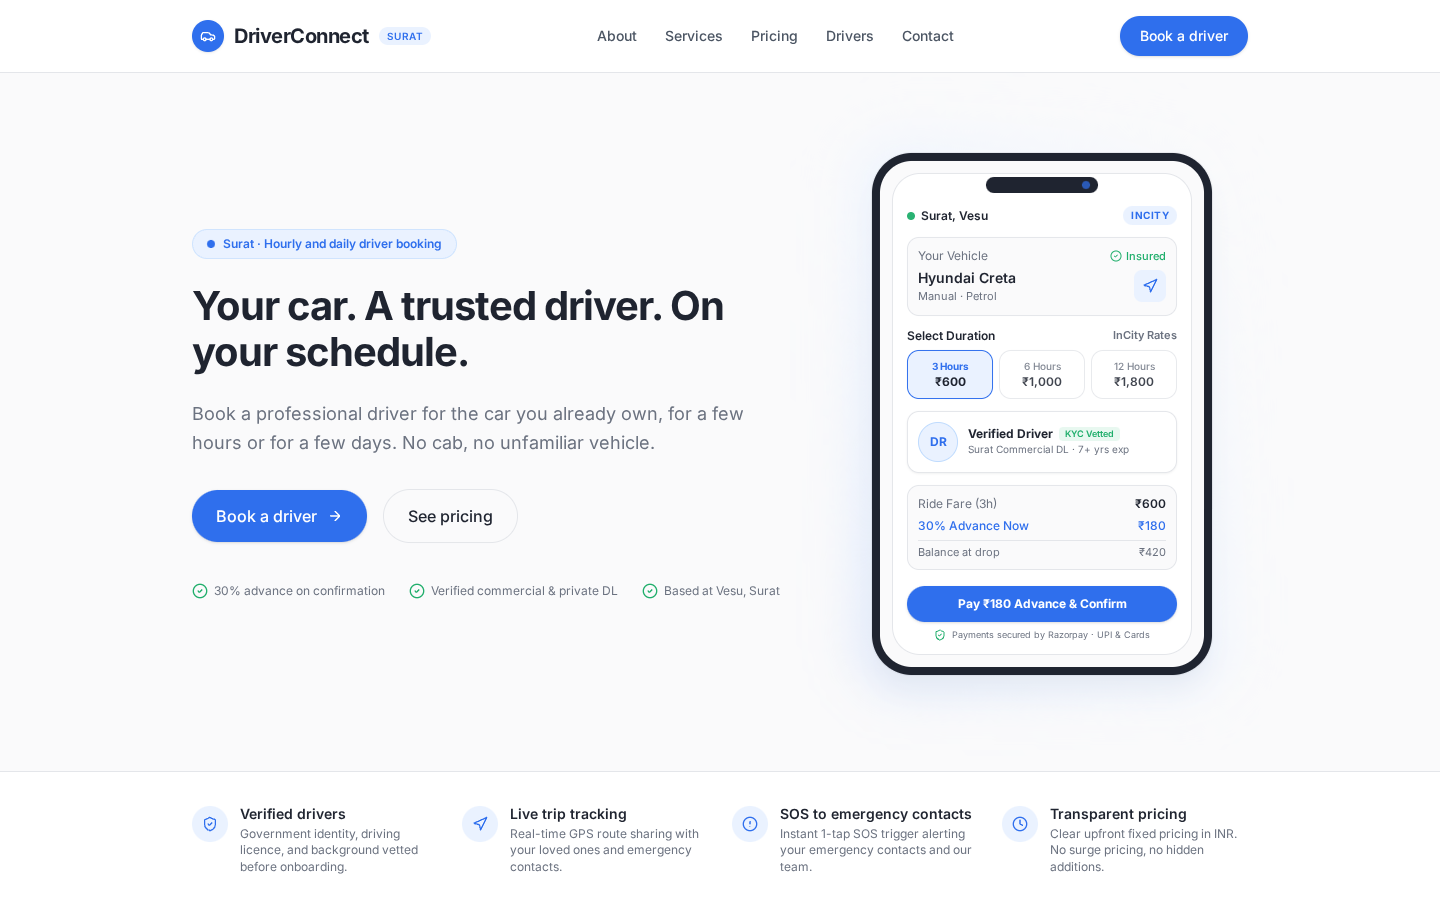 DriverConnect SURAT
About Services Pricing Drivers Contact
Book a driver
Surat · Hourly and daily driver booking
Your car. A trusted driver. On
your schedule.
Book a professional driver for the car you already own, for a few
hours or for a few days. No cab, no unfamiliar vehicle.
Book a driver
See pricing
30% advance on confirmation
Verified commercial & private DL
Based at Vesu, Surat
Surat, Vesu
INCITY
Your Vehicle
Insured
Hyundai Creta
Manual · Petrol
Select Duration
InCity Rates
3 Hours
₹600
6 Hours
₹1,000
12 Hours
₹1,800
DR
Verified Driver KYC Vetted
Surat Commercial DL · 7+ yrs exp
Ride Fare (3h) ₹600
30% Advance Now ₹180
Balance at drop ₹420
Pay ₹180 Advance & Confirm
Payments secured by Razorpay · UPI & Cards
Verified drivers
Government identity, driving
licence, and background vetted
before onboarding.
Live trip tracking
Real-time GPS route sharing with
your loved ones and emergency
contacts.
SOS to emergency contacts
Instant 1-tap SOS trigger alerting
your emergency contacts and our
team.
Transparent pricing
Clear upfront fixed pricing in INR.
No surge pricing, no hidden
additions.